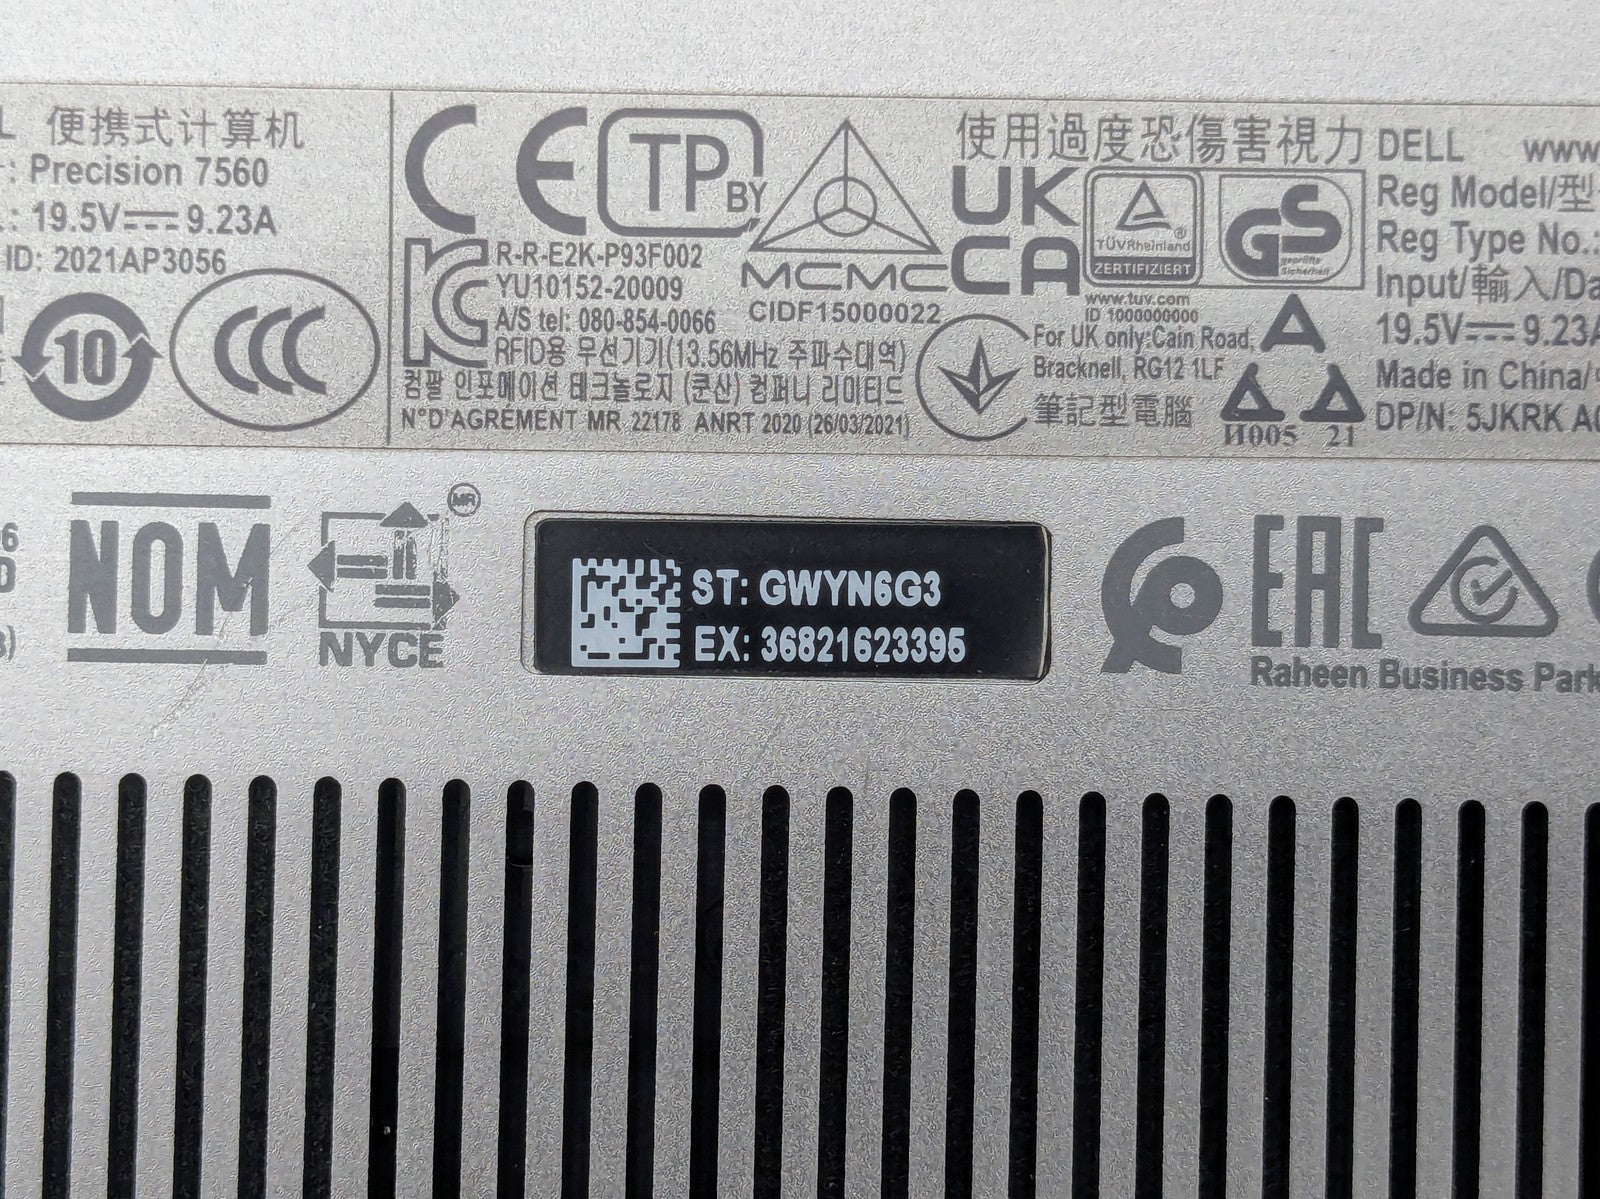 便携式计算机
Precision 7560
19.5V 9.23A
ID: 2021AP3056
10
CCC
CE
TP BY
R-R-E2K-P93F002
YU10152-20009
A/S tel: 080-854-0066
RFID용 무선기기(13.56MHz 주파수대역)
컴팔 인포메이션 테크놀로지 (쿤산) 컴퍼니 리미티드
N°D'AGREMENT MR 22178 ANRT 2020 (26/03/2021)
MCMC
CIDF15000022
使用過度恐傷害視力
UK
CA
TÜVRheinland
ZERTIFIZIERT
GS
geprüfte
Sicherheit
www.tuv.com
ID 1000000000
For UK only:Cain Road,
Bracknell, RG12 1LF
筆記型電腦
И005 21
DELL www
Reg Model/型
Reg Type No.:
Input/輸入/Da
19.5V 9.23A
Made in China/
DP/N: 5JKRK A0
NOM
NYCE
MR
ST: GWYN6G3
EX: 36821623395
EAC
Raheen Business Park